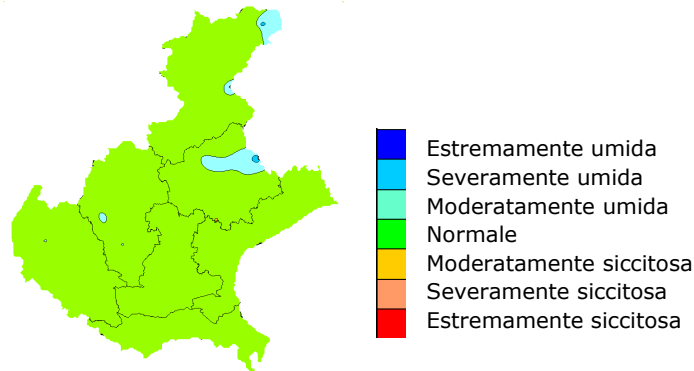 Estremamente umida
Severamente umida
Moderatamente umida
Normale
Moderatamente siccitosa
Severamente siccitosa
Estremamente siccitosa